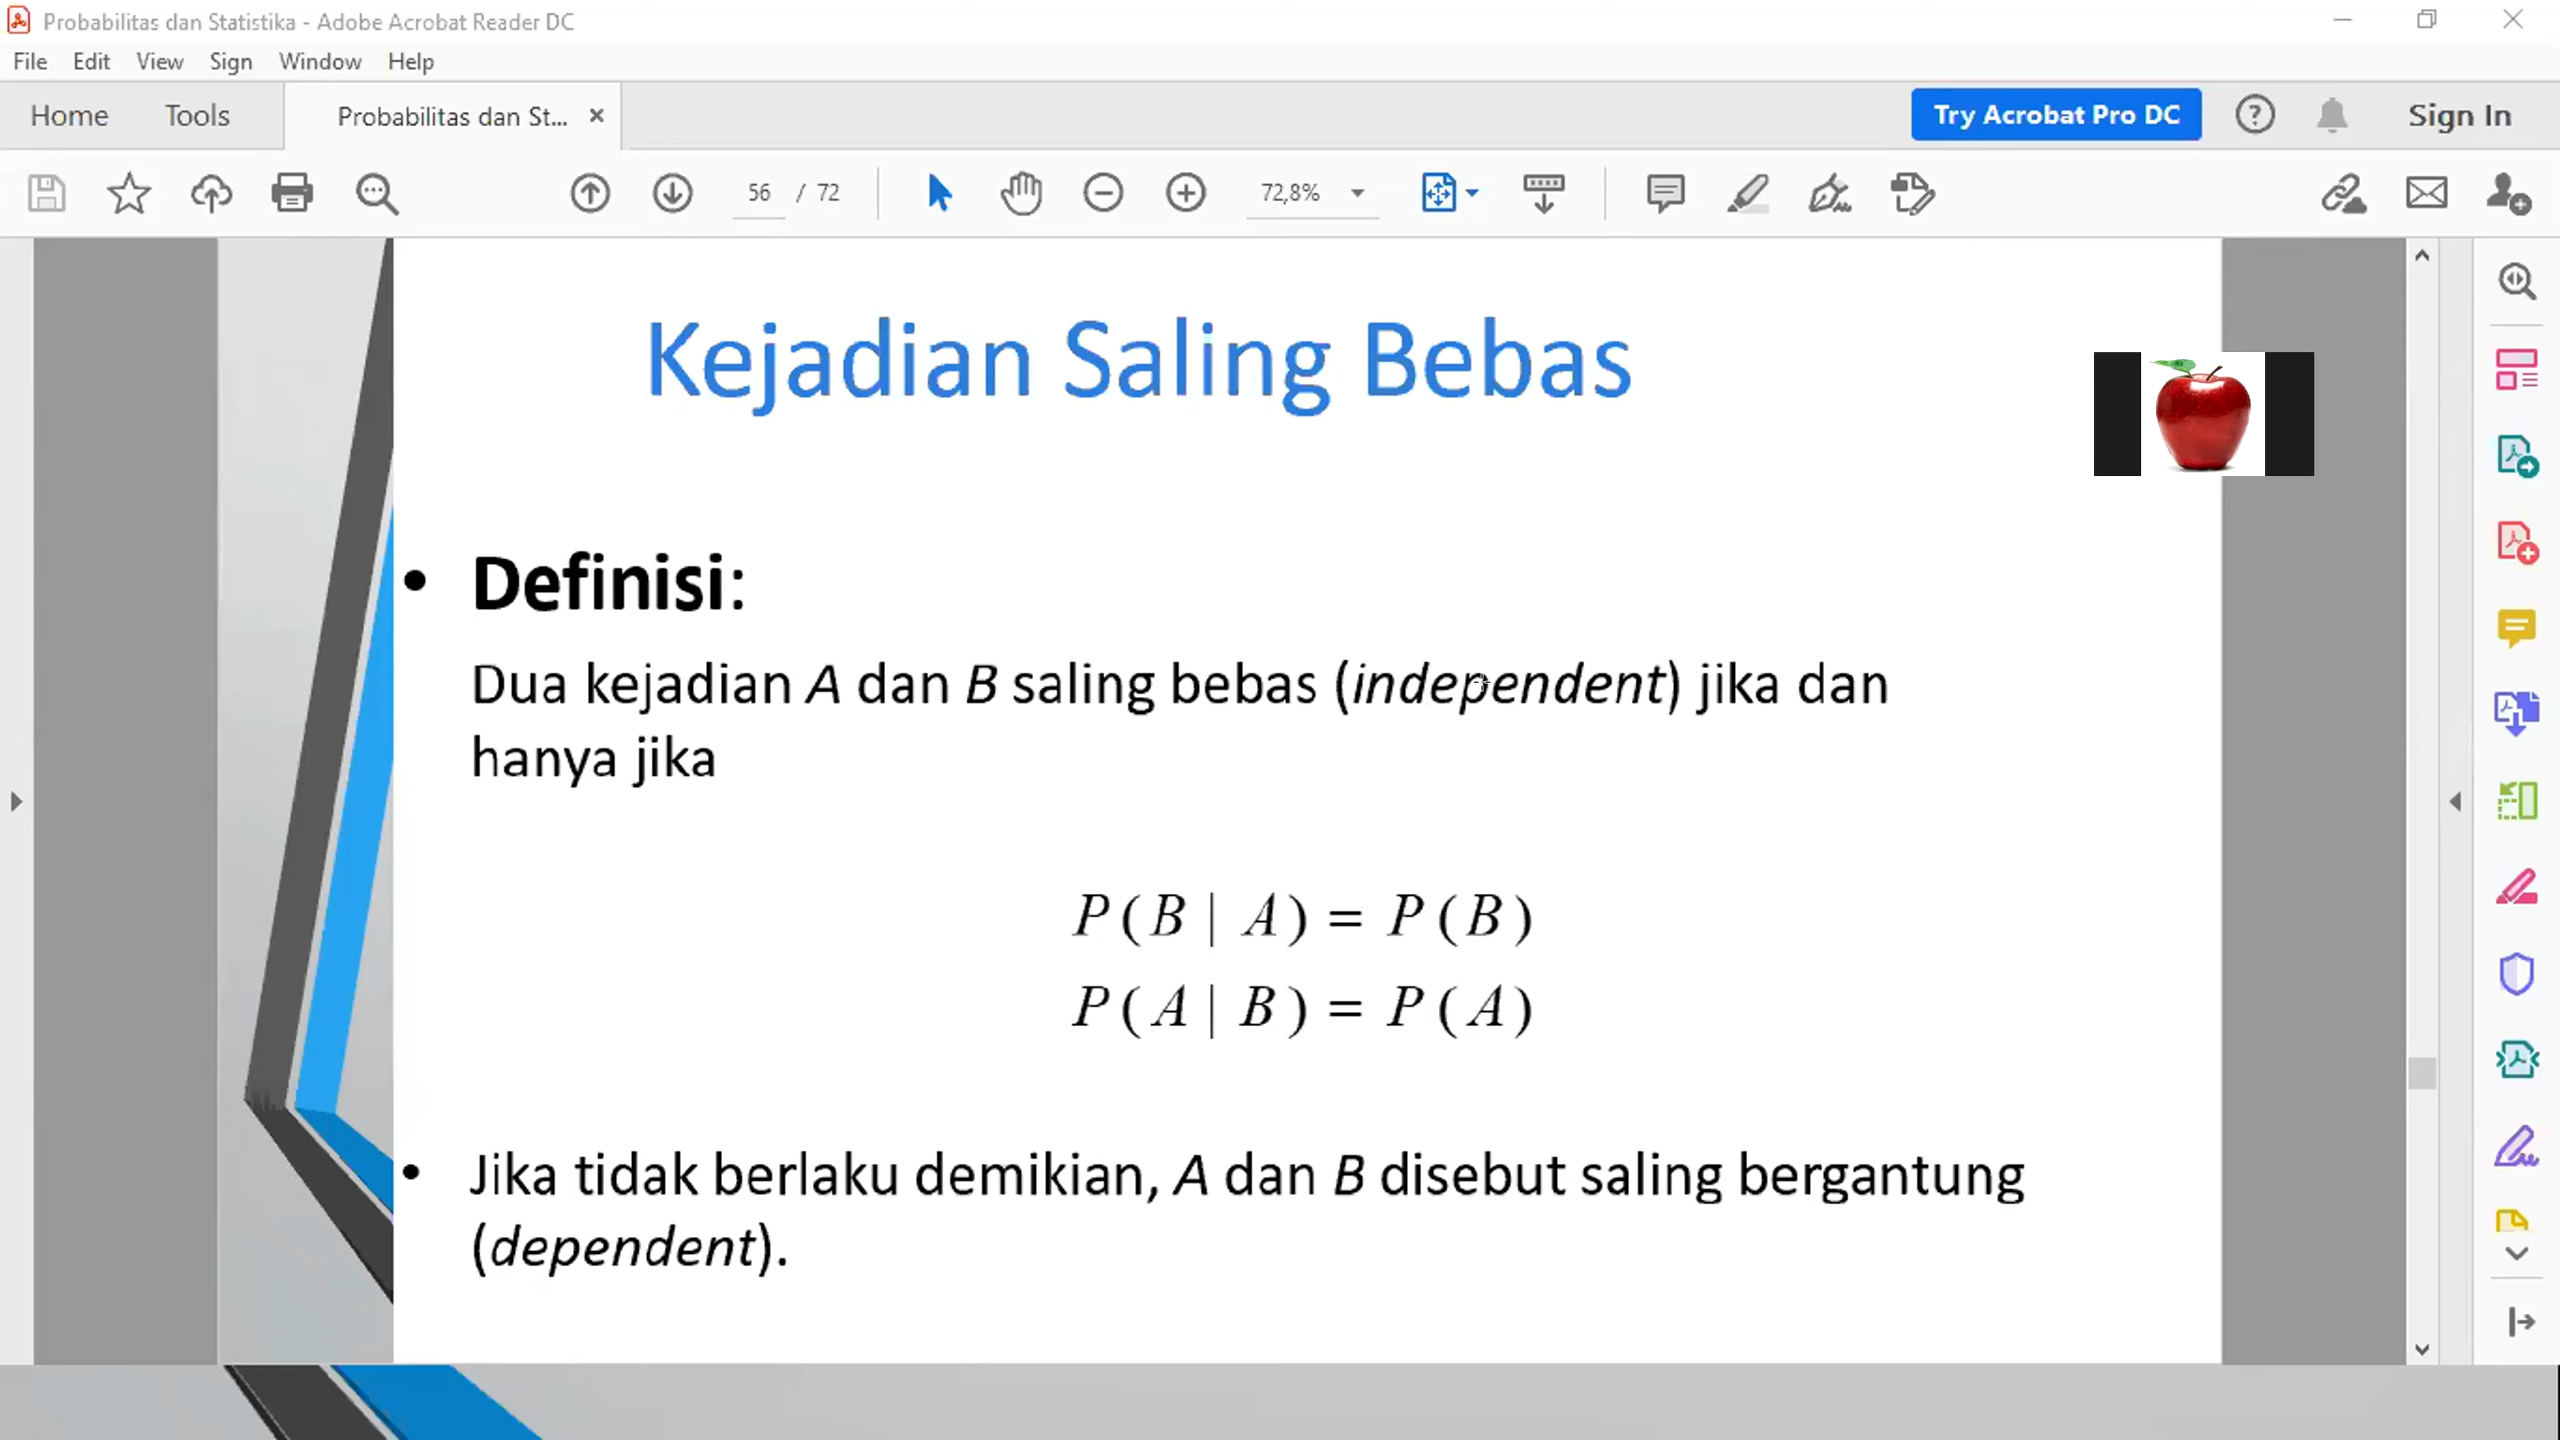 Probabilitas dan Statistika - Adobe Acrobat Reader DC
File Edit View Sign Window Help
Home Tools Probabilitas dan St... Try Acrobat Pro DC Sign In
56 / 72 72,8%
Kejadian Saling Bebas
• Definisi:
Dua kejadian A dan B saling bebas (independent) jika dan
hanya jika
P(B | A) = P(B)
P(A | B) = P(A)
• Jika tidak berlaku demikian, A dan B disebut saling bergantung
(dependent).